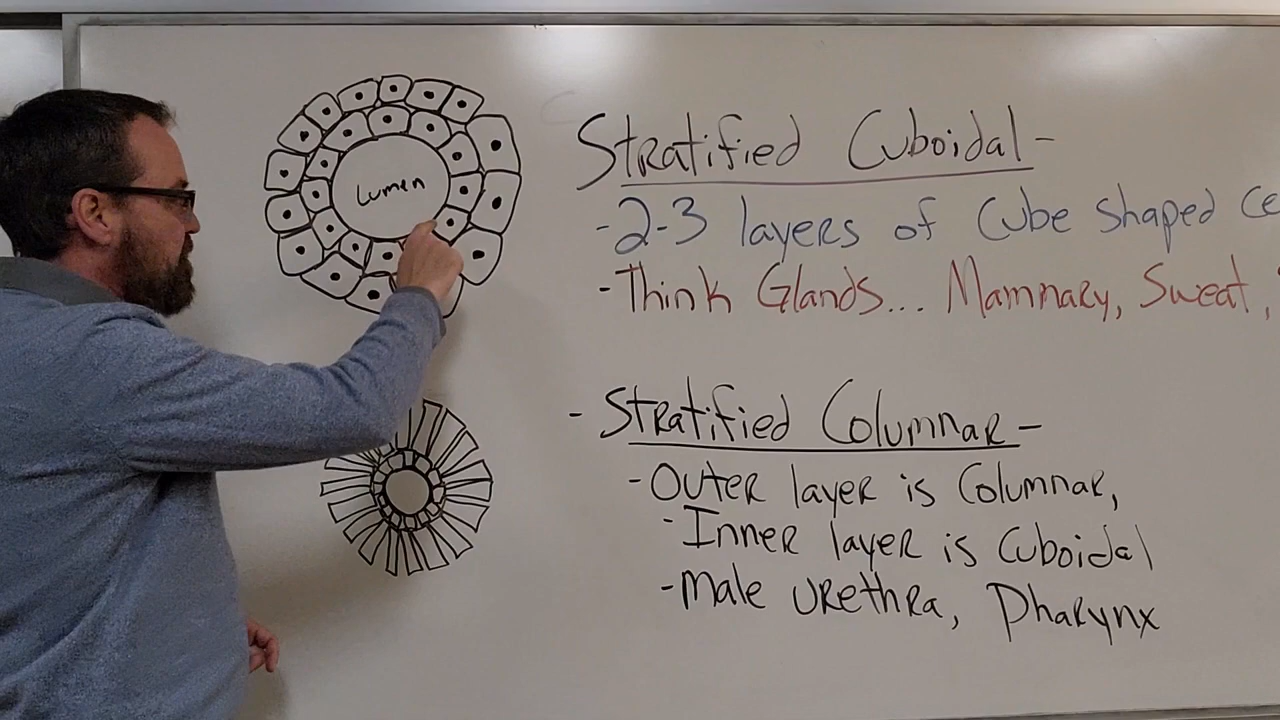 Lumen
Stratified Cuboidal-
-2-3 layers of Cube shaped Ce
-Think Glands... Mammary, Sweat,
- Stratified Columnar-
-Outer layer is Columnar,
-Inner layer is Cuboidal
-Male Urethra, Pharynx